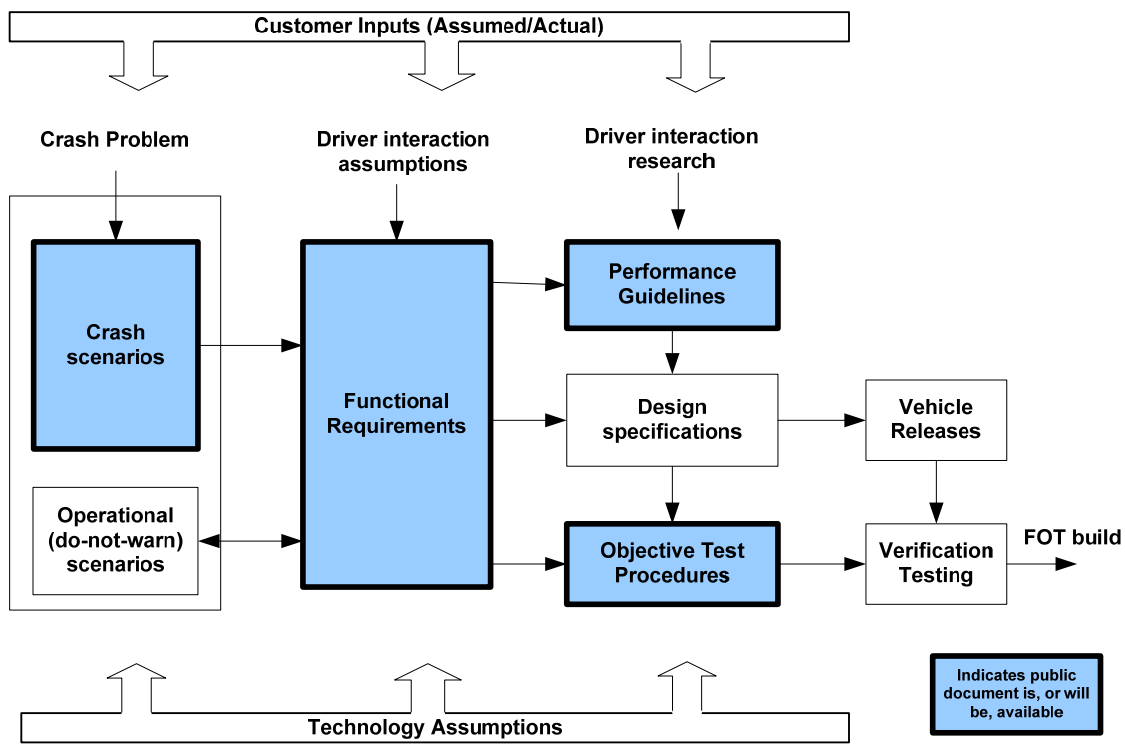 Customer Inputs (Assumed/Actual)
Crash Problem
Driver interaction
assumptions
Driver interaction
research
Crash
scenarios
Operational
(do-not-warn)
scenarios
Functional
Requirements
Performance
Guidelines
Design
specifications
Objective Test
Procedures
Vehicle
Releases
Verification
Testing
FOT build
Indicates public
document is, or will
be, available
Technology Assumptions